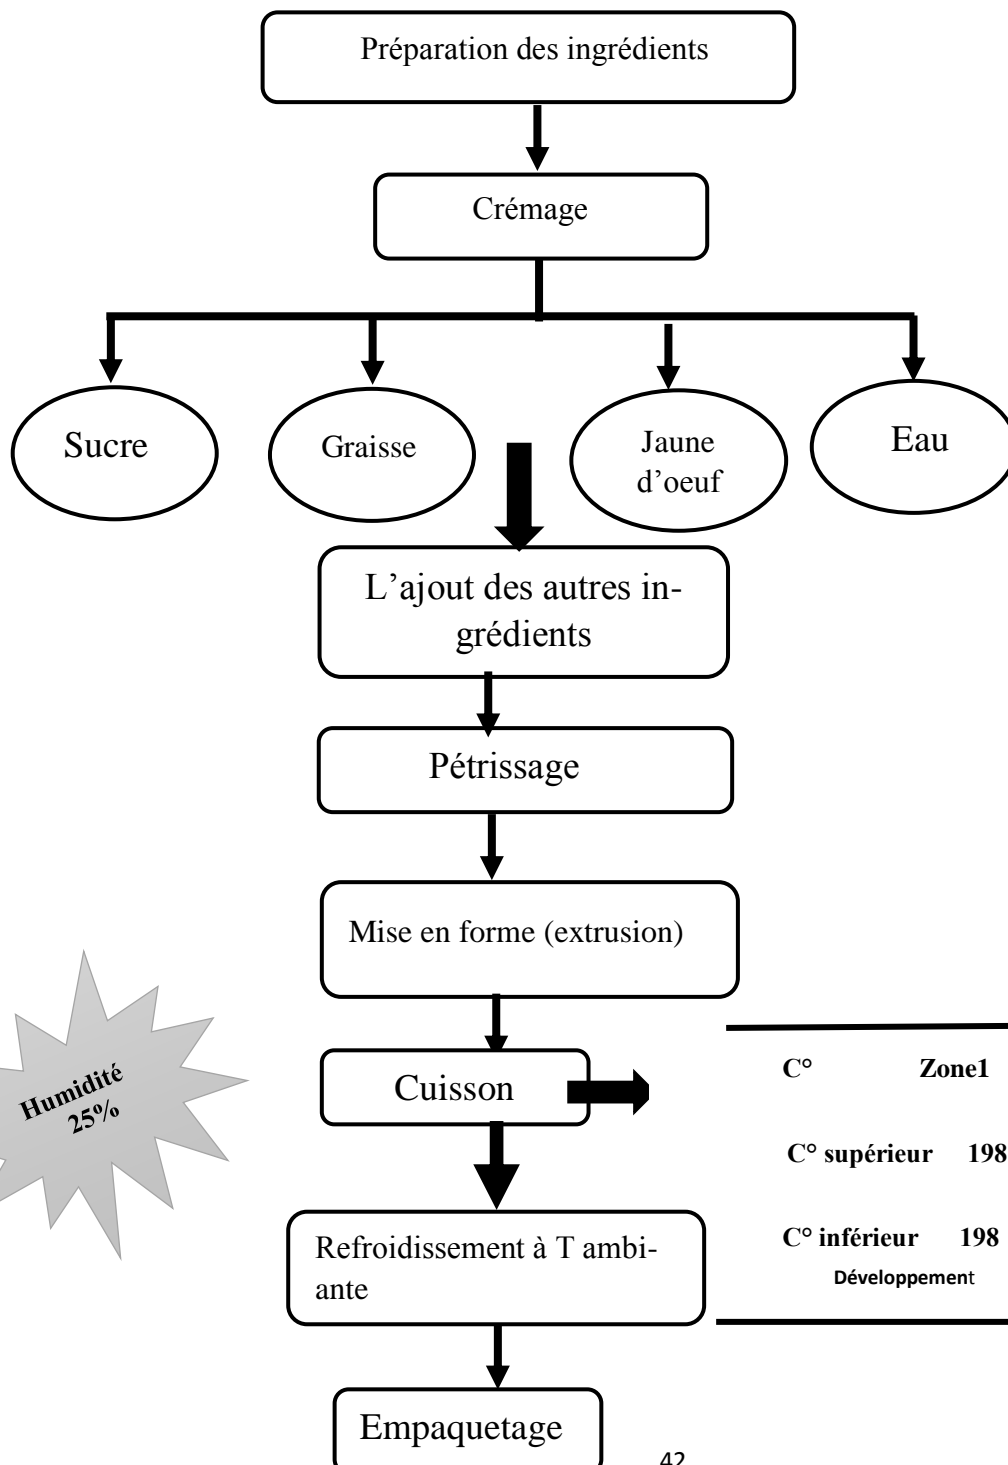 Préparation des ingrédients
Crémage
Sucre
Graisse
Jaune
d'oeuf
Eau
L'ajout des autres in-
grédients
Pétrissage
Mise en forme (extrusion)
Humidité
25%
Cuisson
C° Zone1
C° supérieur 198
C° inférieur 198
Développement
Refroidissement à T ambi-
ante
Empaquetage
42